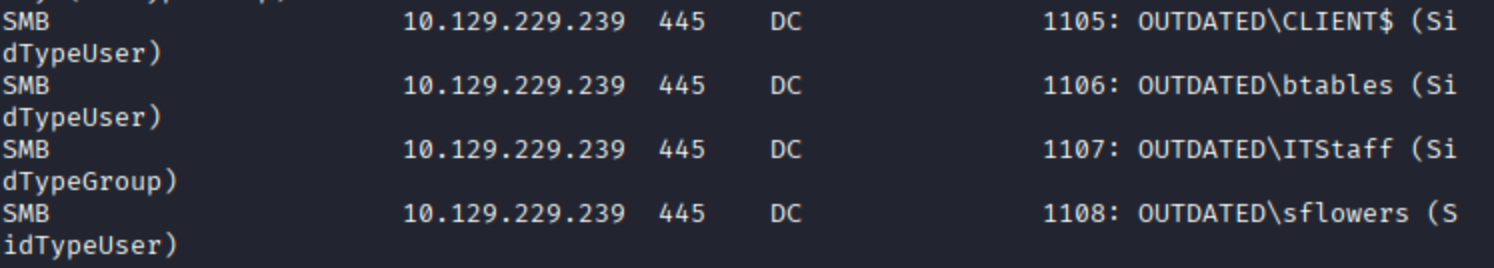 SMB 10.129.229.239 445 DC 1105: OUTDATED\CLIENT$ (Si
dTypeUser)
SMB 10.129.229.239 445 DC 1106: OUTDATED\btables (Si
dTypeUser)
SMB 10.129.229.239 445 DC 1107: OUTDATED\ITStaff (Si
dTypeGroup)
SMB 10.129.229.239 445 DC 1108: OUTDATED\sflowers (S
idTypeUser)